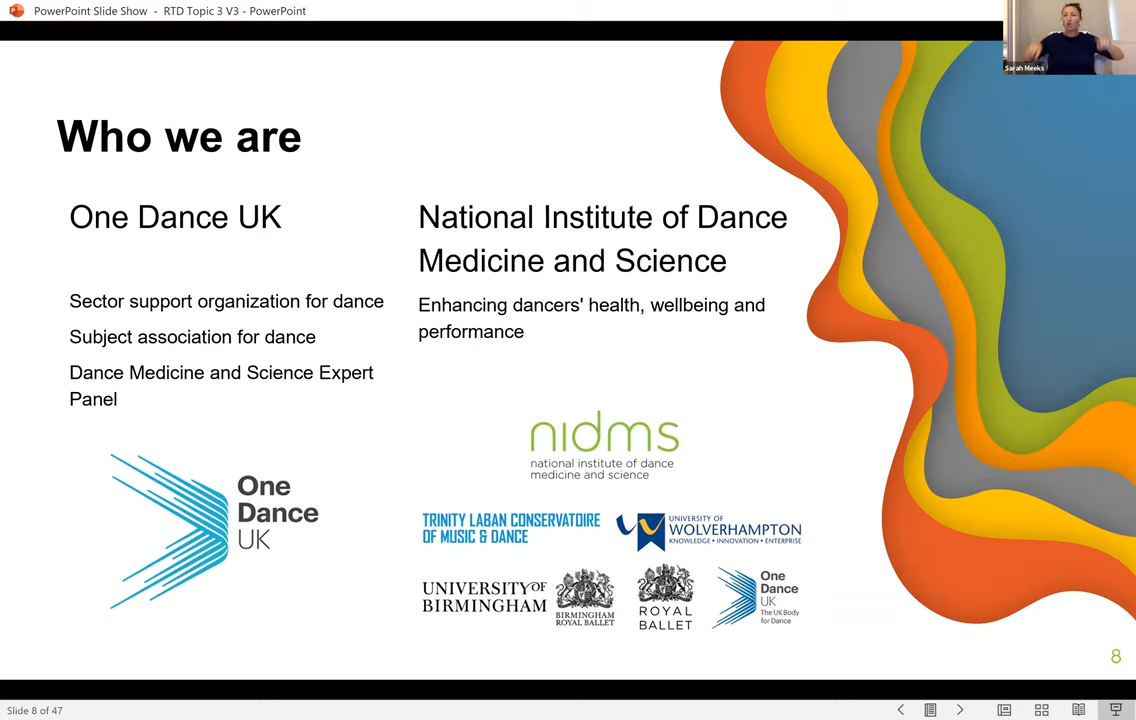 PowerPoint Slide Show - RTD Topic 3 V3 - PowerPoint
Sarah Meeks
Who we are
One Dance UK
Sector support organization for dance
Subject association for dance
Dance Medicine and Science Expert
Panel
One
Dance
UK
National Institute of Dance
Medicine and Science
Enhancing dancers' health, wellbeing and
performance
nidms
national institute of dance
medicine and science
TRINITY LABAN CONSERVATOIRE
OF MUSIC & DANCE
UNIVERSITY OF
WOLVERHAMPTON
KNOWLEDGE • INNOVATION • ENTERPRISE
UNIVERSITY OF
BIRMINGHAM
BIRMINGHAM
ROYAL BALLET
ROYAL
BALLET
One
Dance
UK
The UK Body
for Dance
8
Slide 8 of 47